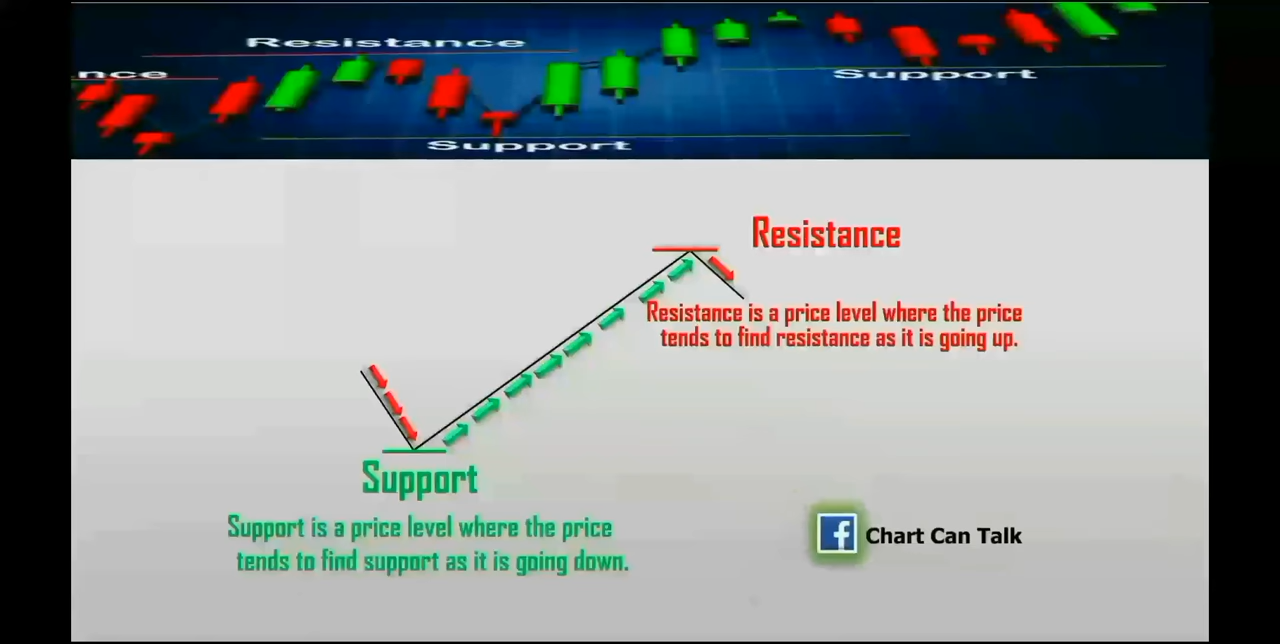 Resistance
nce
Support
Support
Resistance
Resistance is a price level where the price
tends to find resistance as it is going up.
Support
Support is a price level where the price
tends to find support as it is going down.
f Chart Can Talk